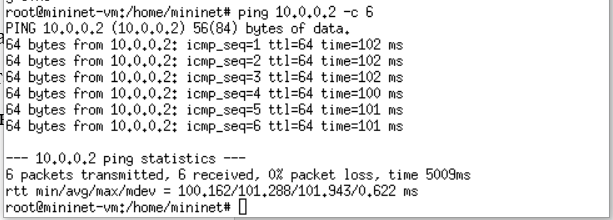 root@mininet-vm:/home/mininet# ping 10.0.0.2 -c 6
PING 10.0.0.2 (10.0.0.2) 56(84) bytes of data.
64 bytes from 10.0.0.2: icmp_seq=1 ttl=64 time=102 ms
64 bytes from 10.0.0.2: icmp_seq=2 ttl=64 time=102 ms
64 bytes from 10.0.0.2: icmp_seq=3 ttl=64 time=102 ms
64 bytes from 10.0.0.2: icmp_seq=4 ttl=64 time=100 ms
64 bytes from 10.0.0.2: icmp_seq=5 ttl=64 time=101 ms
64 bytes from 10.0.0.2: icmp_seq=6 ttl=64 time=101 ms
--- 10.0.0.2 ping statistics ---
6 packets transmitted, 6 received, 0% packet loss, time 5009ms
rtt min/avg/max/mdev = 100.162/101.288/101.943/0.622 ms
root@mininet-vm:/home/mininet#